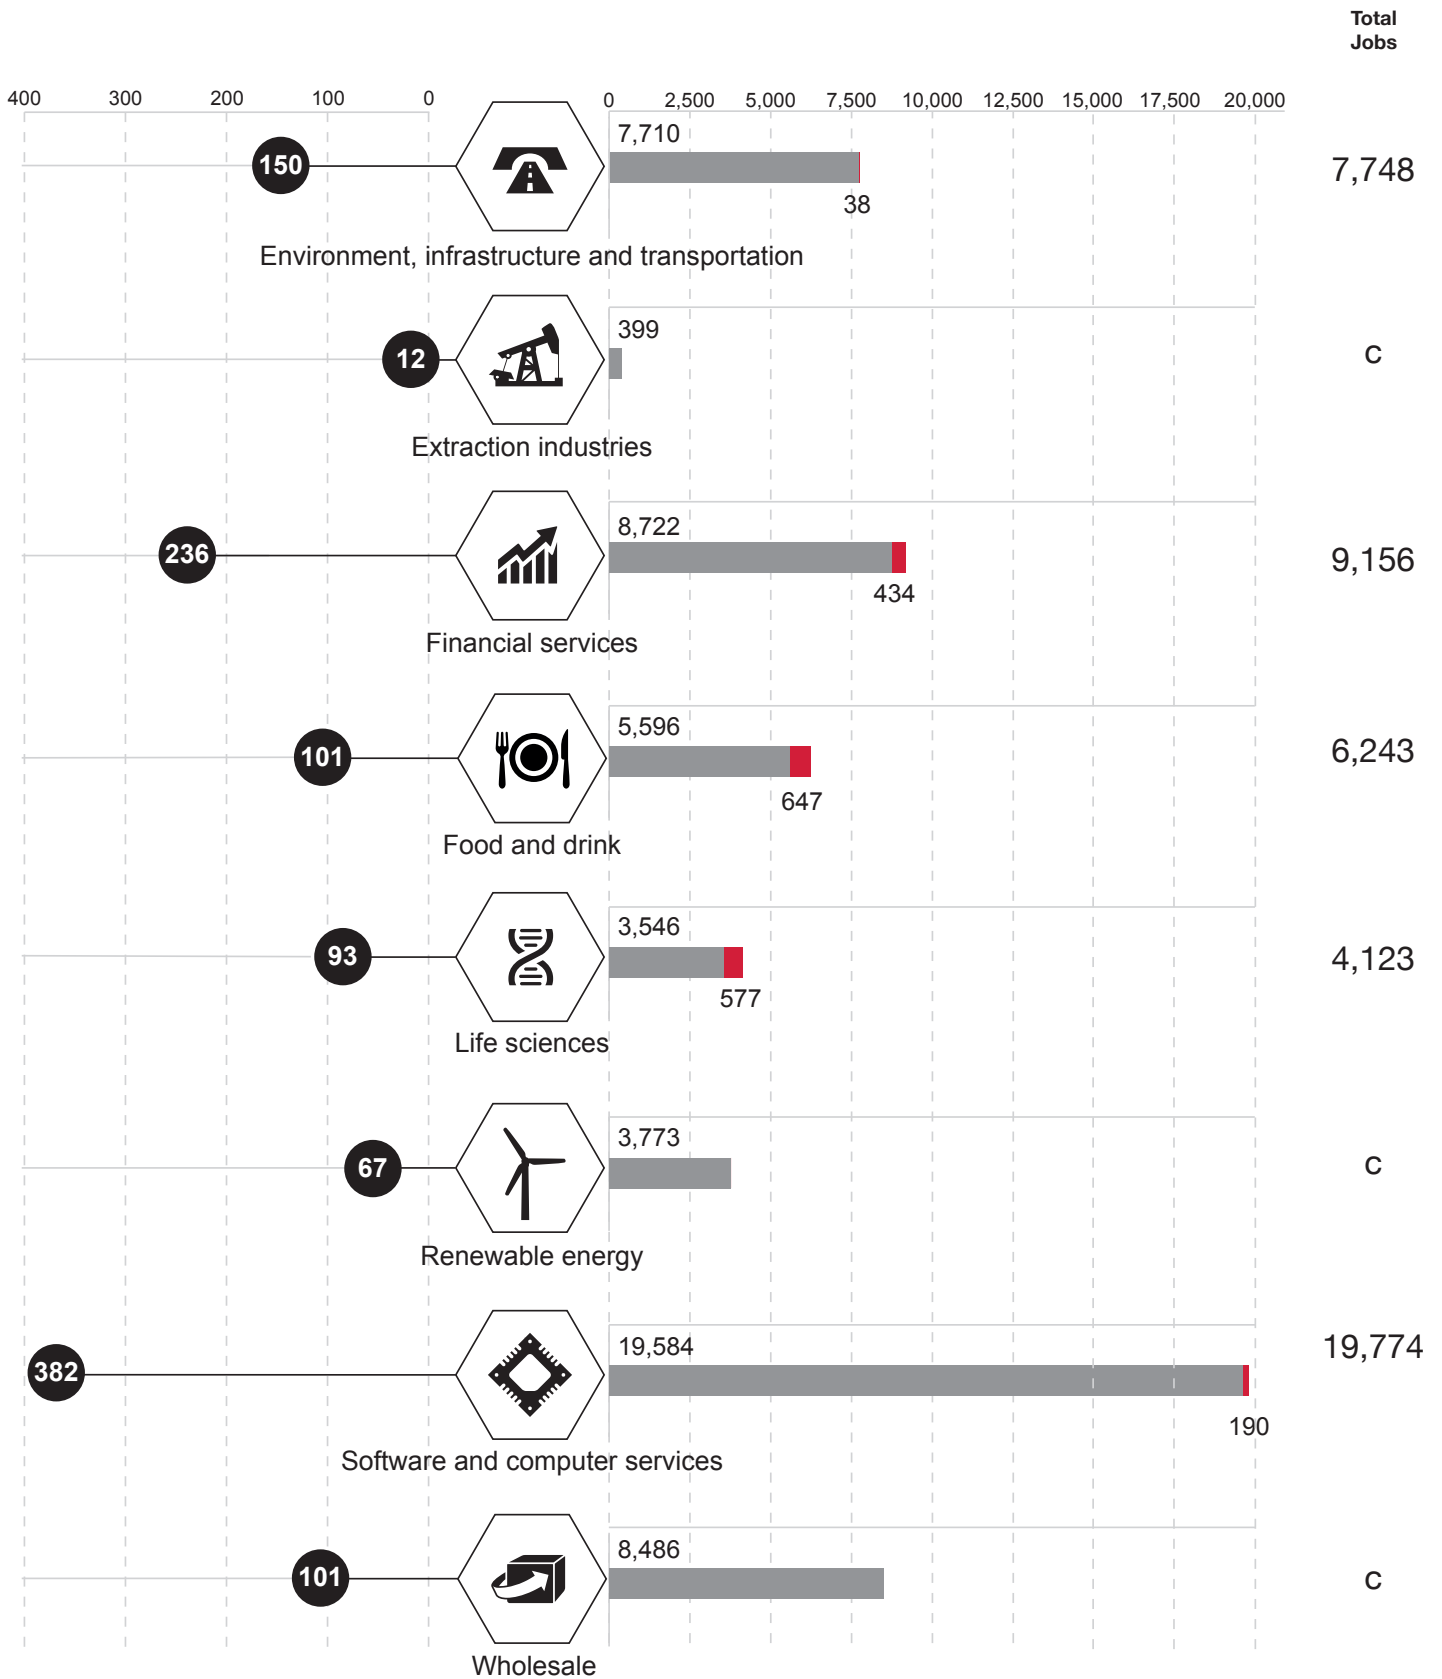 Total
Jobs
400 300 200 100 0 0 2,500 5,000 7,500 10,000 12,500 15,000 17,500 20,000
7,710
150
7,748
38
Environment, infrastructure and transportation
399
12
C
Extraction industries
8,722
236
9,156
434
Financial services
5,596
101
6,243
647
Food and drink
3,546
93
4,123
577
Life sciences
3,773
67
C
Renewable energy
19,584
19,774
382
190
Software and computer services
8,486
101
C
Wholesale